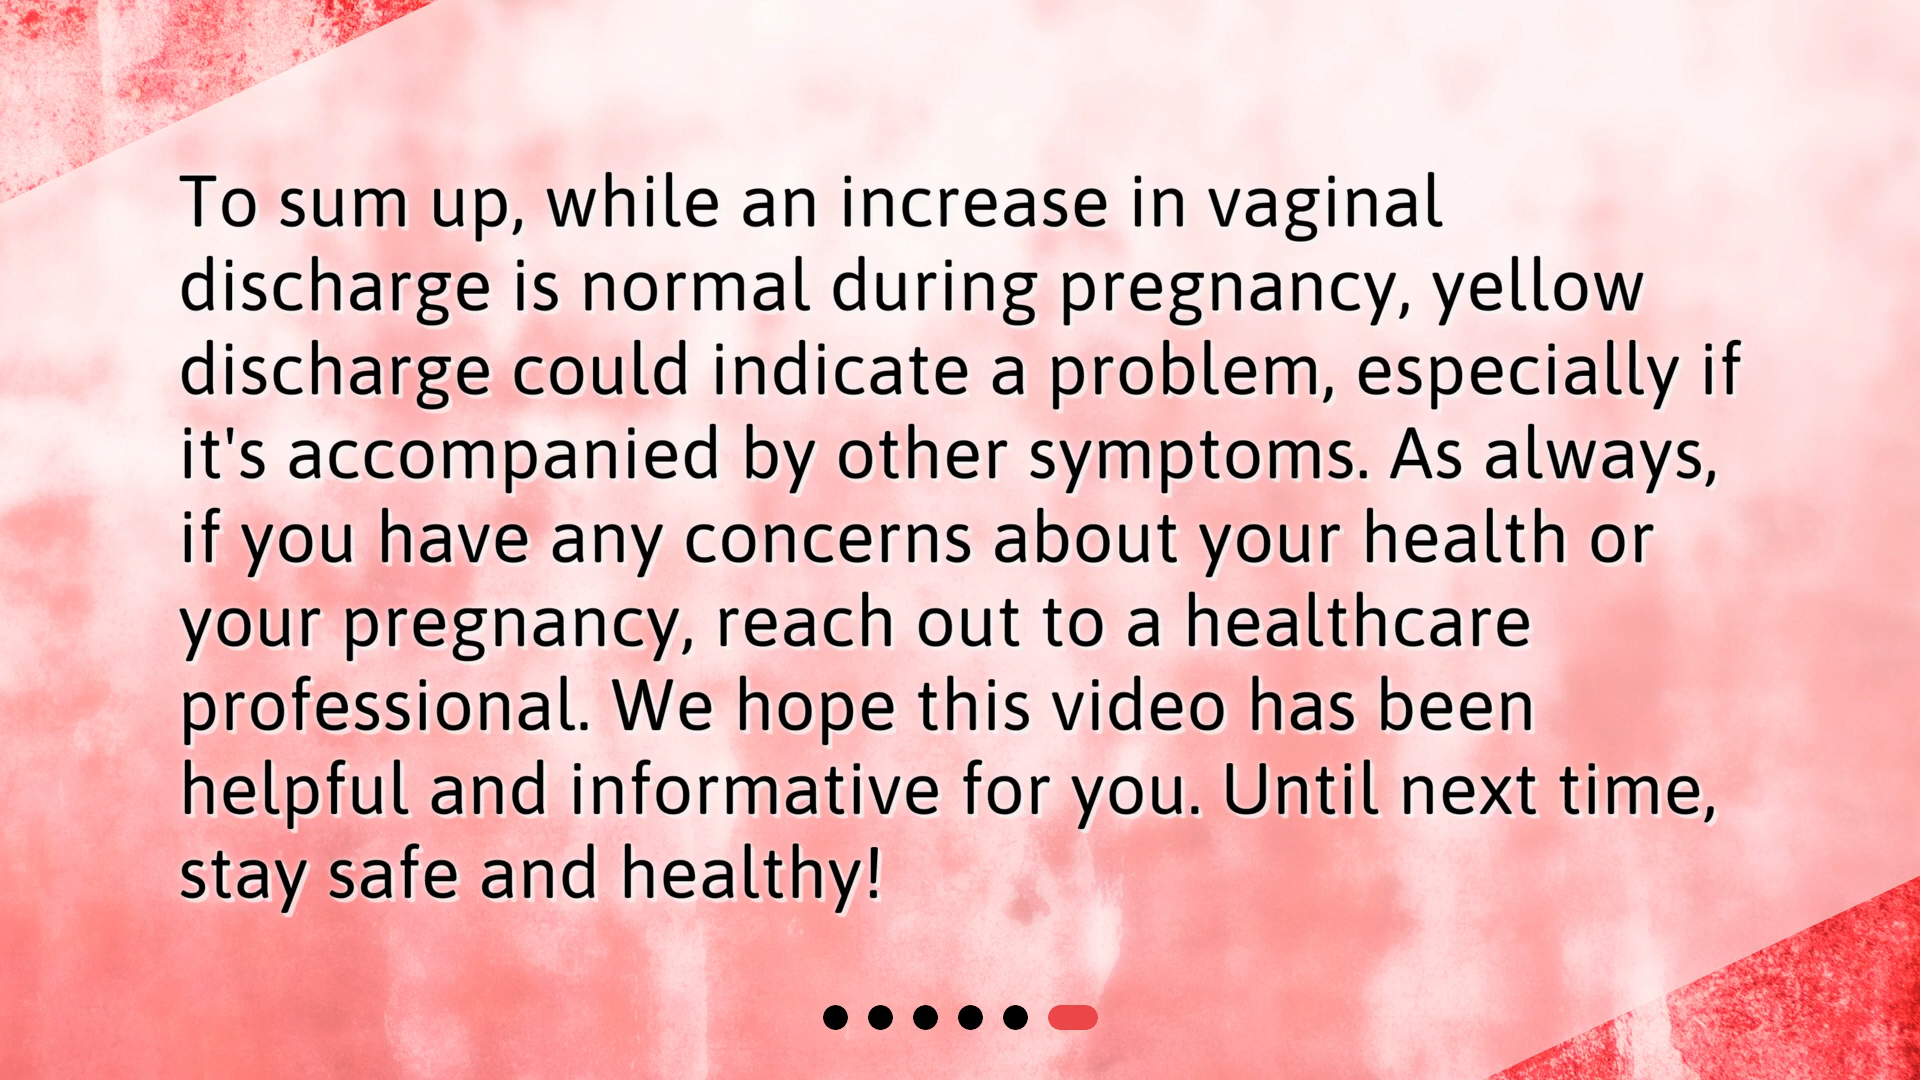 To sum up, while an increase in vaginal
discharge is normal during pregnancy, yellow
discharge could indicate a problem, especially if
it's accompanied by other symptoms. As always,
if you have any concerns about your health or
your pregnancy, reach out to a healthcare
professional. We hope this video has been
helpful and informative for you. Until next time,
stay safe and healthy!